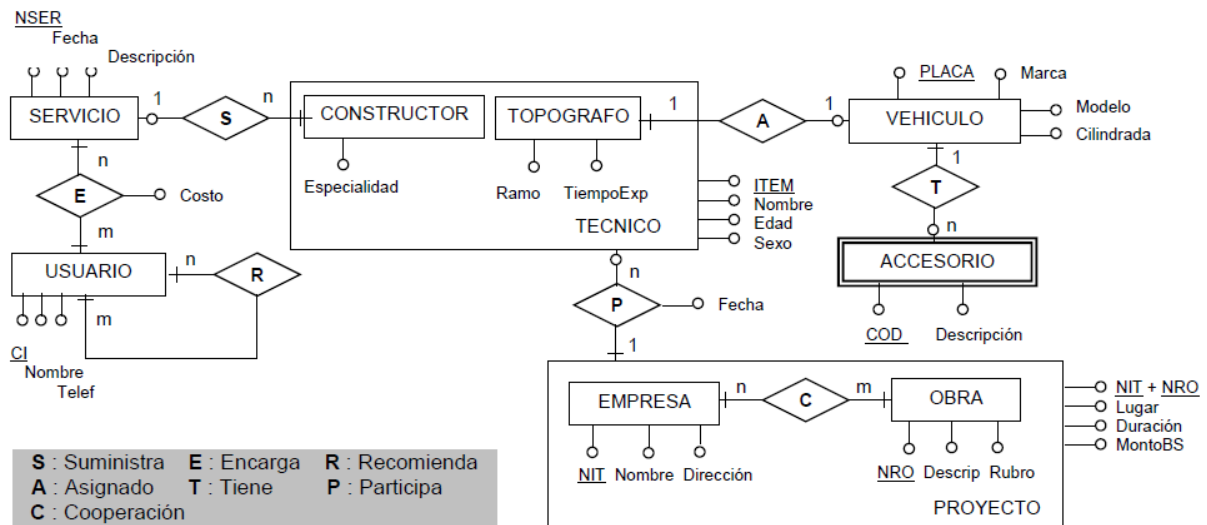 NSER
Fecha
Descripción
SERVICIO
1
S
n
CONSTRUCTOR
Especialidad
TOPOGRAFO
Ramo
TiempoExp
TECNICO
1
A
1
PLACA
Marca
VEHICULO
Modelo
Cilindrada
ITEM
Nombre
Edad
Sexo
1
T
n
ACCESORIO
COD
Descripción
n
E
Costo
m
USUARIO
n
R
m
CI
Nombre
Telef
n
P
Fecha
1
EMPRESA
n
C
m
OBRA
NIT
Nombre
Dirección
NRO
Descrip
Rubro
PROYECTO
NIT + NRO
Lugar
Duración
MontoBS
S : Suministra E : Encarga R : Recomienda
A : Asignado T : Tiene P : Participa
C : Cooperación